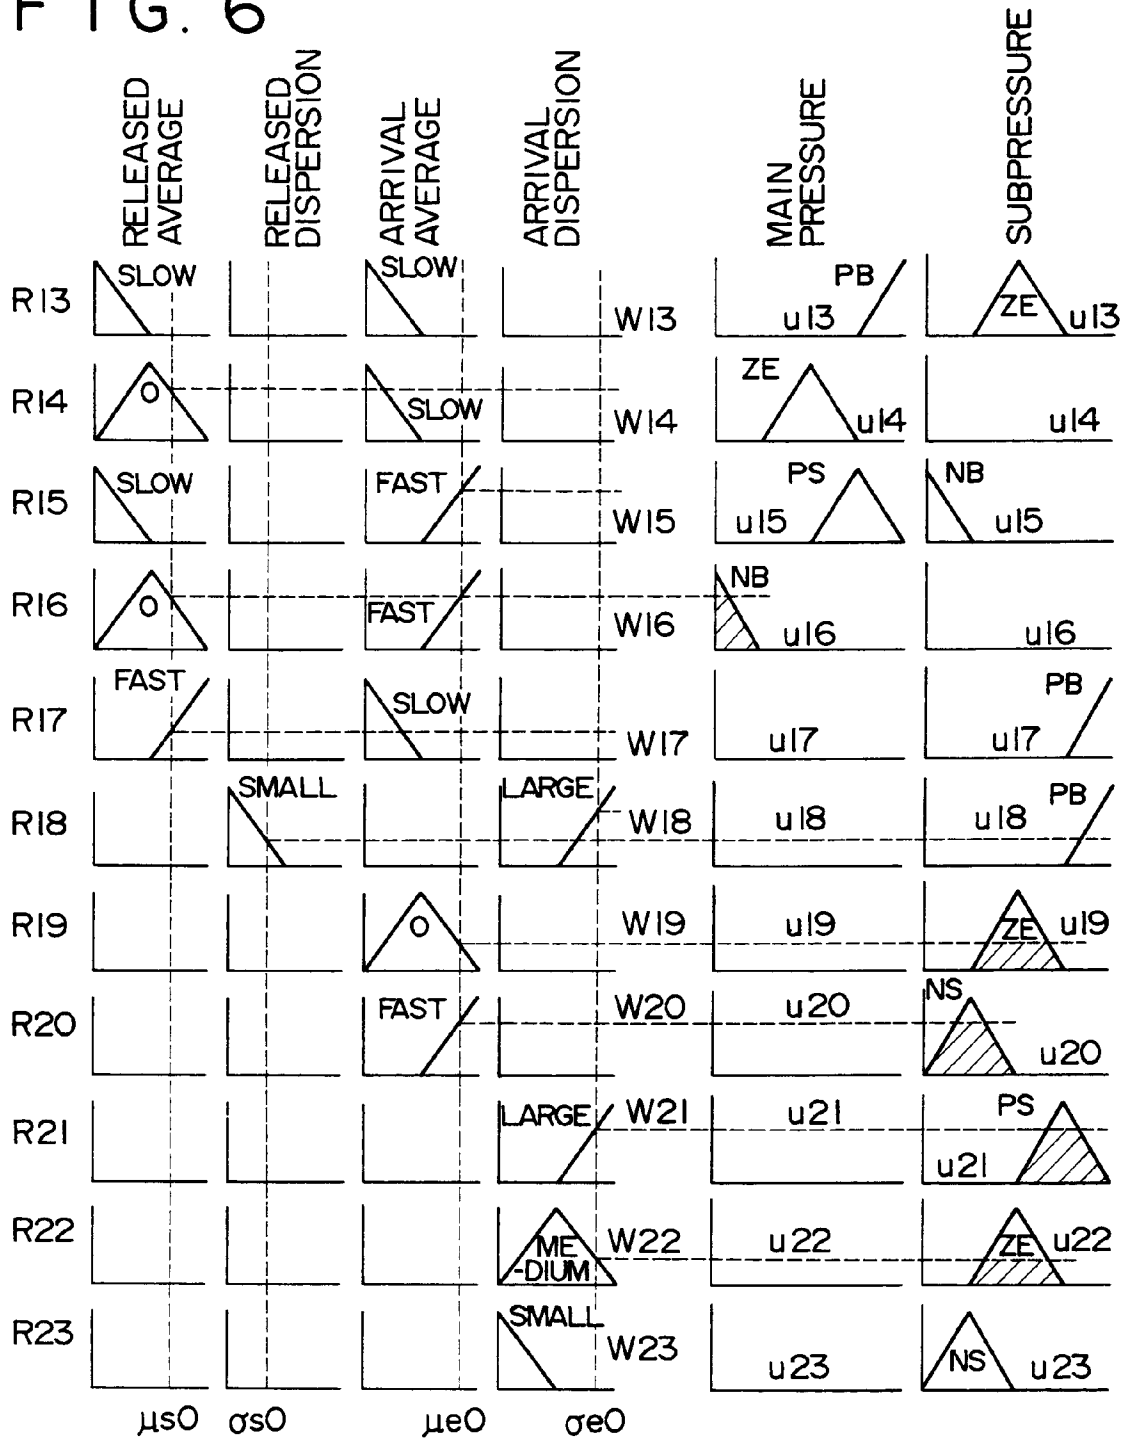 FIG. 6
RELEASED
AVERAGE
RELEASED
DISPERSION
ARRIVAL
AVERAGE
ARRIVAL
DISPERSION
MAIN
PRESSURE
SUBPRESSURE
R13 SLOW SLOW W13 PB u13 ZE u13
R14 O SLOW W14 ZE u14 u14
R15 SLOW FAST W15 PS u15 NB u15
R16 O FAST W16 NB u16 u16
R17 FAST SLOW W17 u17 PB u17
R18 SMALL LARGE W18 u18 u18 PB
R19 O W19 u19 ZE u19
R20 FAST W20 u20 NS u20
R21 LARGE W21 u21 PS u21
R22 ME
-DIUM W22 u22 ZE u22
R23 SMALL W23 u23 NS u23
μs0 σs0 μe0 σe0